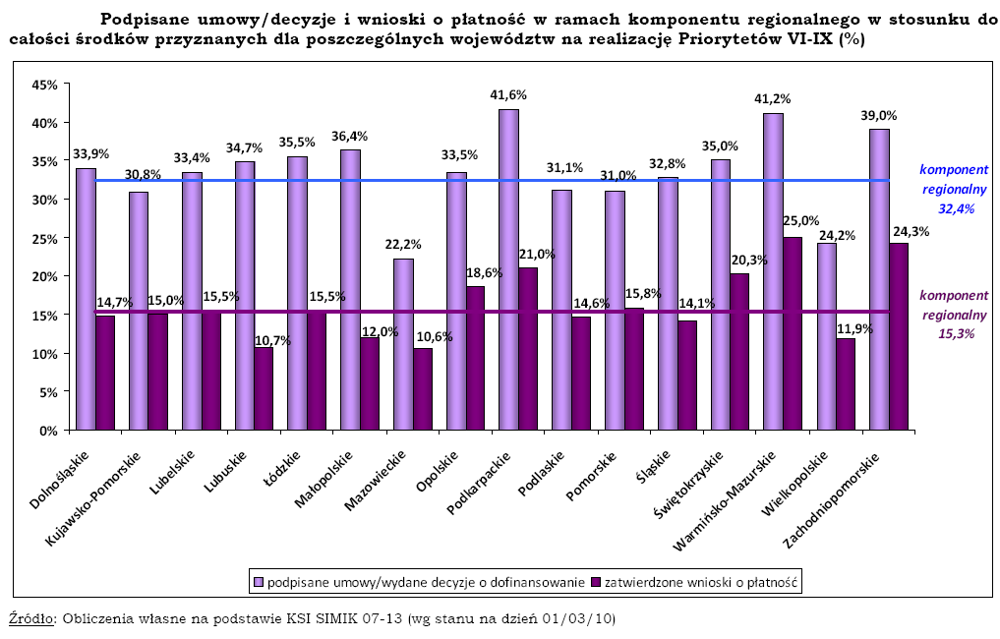 Podpisane umowy/decyzje i wnioski o płatność w ramach komponentu regionalnego w stosunku do
całości środków przyznanych dla poszczególnych województw na realizację Priorytetów VI-IX (%)
45%
40%
35%
30%
25%
20%
15%
10%
5%
0%
33,9%
14,7%
30,8%
15,0%
33,4%
15,5%
34,7%
10,7%
35,5%
15,5%
36,4%
12,0%
22,2%
10,6%
33,5%
18,6%
41,6%
21,0%
31,1%
14,6%
31,0%
15,8%
32,8%
14,1%
35,0%
20,3%
41,2%
25,0%
24,2%
11,9%
39,0%
24,3%
komponent
regionalny
32,4%
komponent
regionalny
15,3%
Dolnośląskie
Kujawsko-Pomorskie
Lubelskie
Lubuskie
Łódzkie
Małopolskie
Mazowieckie
Opolskie
Podkarpackie
Podlaskie
Pomorskie
Śląskie
Świętokrzyskie
Warmińsko-Mazurskie
Wielkopolskie
Zachodniopomorskie
podpisane umowy/wydane decyzje o dofinansowanie
zatwierdzone wnioski o płatność
Źródło: Obliczenia własne na podstawie KSI SIMIK 07-13 (wg stanu na dzień 01/03/10)